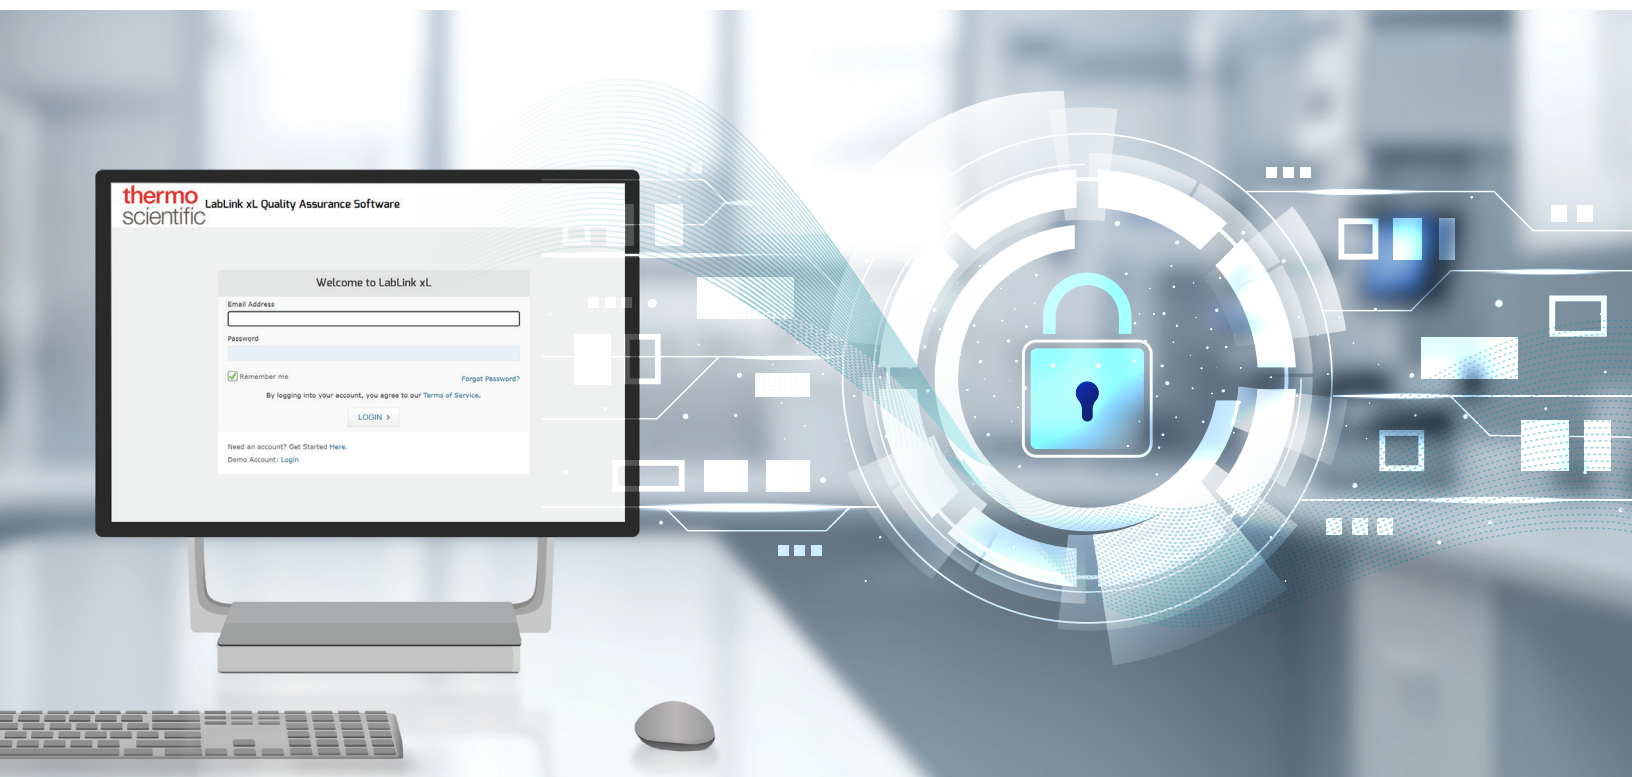 thermo
scientific
LabLink xL Quality Assurance Software
Welcome to LabLink xL
Email Address
Password
Remember me
Forgot Password?
By logging into your account, you agree to our Terms of Service.
LOGIN >
Need an account? Get Started Here.
Demo Account: Login